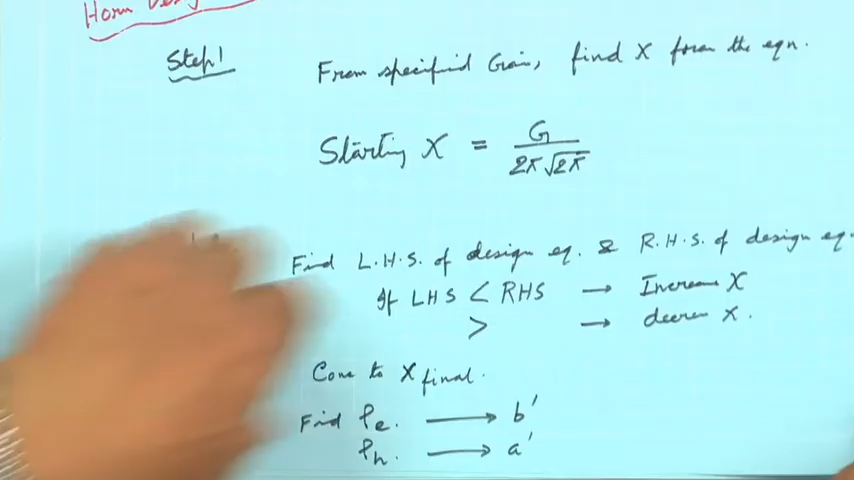 Horn Desig
Step 1
From specified Gain, find X from the eqn.
Starting X = G / 2π√2π
Find L.H.S. of design eq. & R.H.S. of design eq.
If LHS < RHS → Increase X
> → decrease X.
Come to X final.
Find ρe. → b'
ρh. → a'